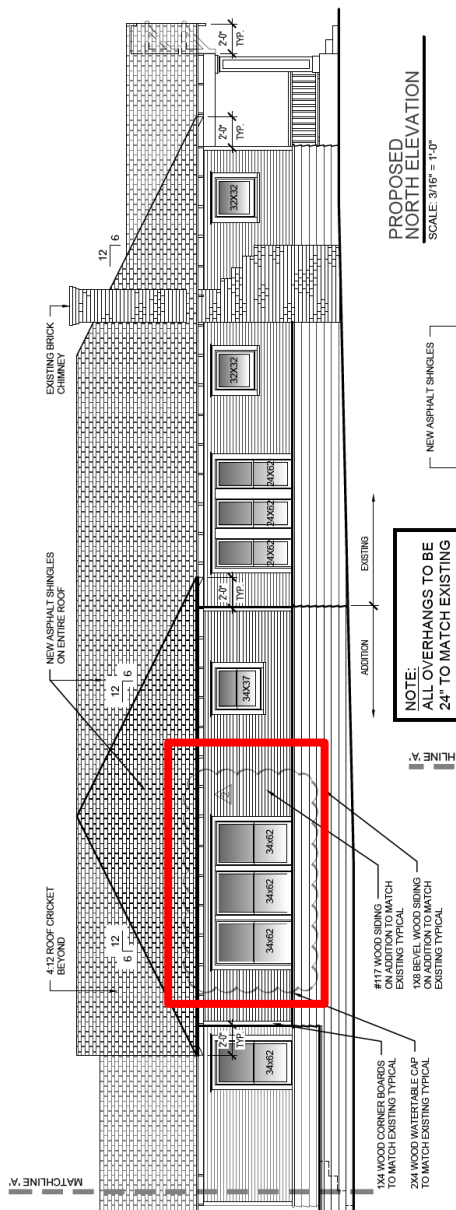 MATCHLINE 'A'
4:12 ROOF CRICKET
BEYOND
NEW ASPHALT SHINGLES
ON ENTIRE ROOF
EXISTING BRICK
CHIMNEY
12
6
12
6
12
6
2'-0"
TYP.
2'-0"
TYP.
2'-0"
TYP.
2'-0"
TYP.
34x62
34x62
34x62
34x62
34X37
24X62
24X62
24X62
32X32
32X32
ADDITION
EXISTING
1X4 WOOD CORNER BOARDS
TO MATCH EXISTING TYPICAL
2X4 WOOD WATERTABLE CAP
TO MATCH EXISTING TYPICAL
#117 WOOD SIDING
ON ADDITION TO MATCH
EXISTING TYPICAL
1X8 BEVEL WOOD SIDING
ON ADDITION TO MATCH
EXISTING TYPICAL
HLINE 'A'
NOTE:
ALL OVERHANGS TO BE
24" TO MATCH EXISTING
NEW ASPHALT SHINGLES
PROPOSED
NORTH ELEVATION
SCALE: 3/16" = 1'-0"